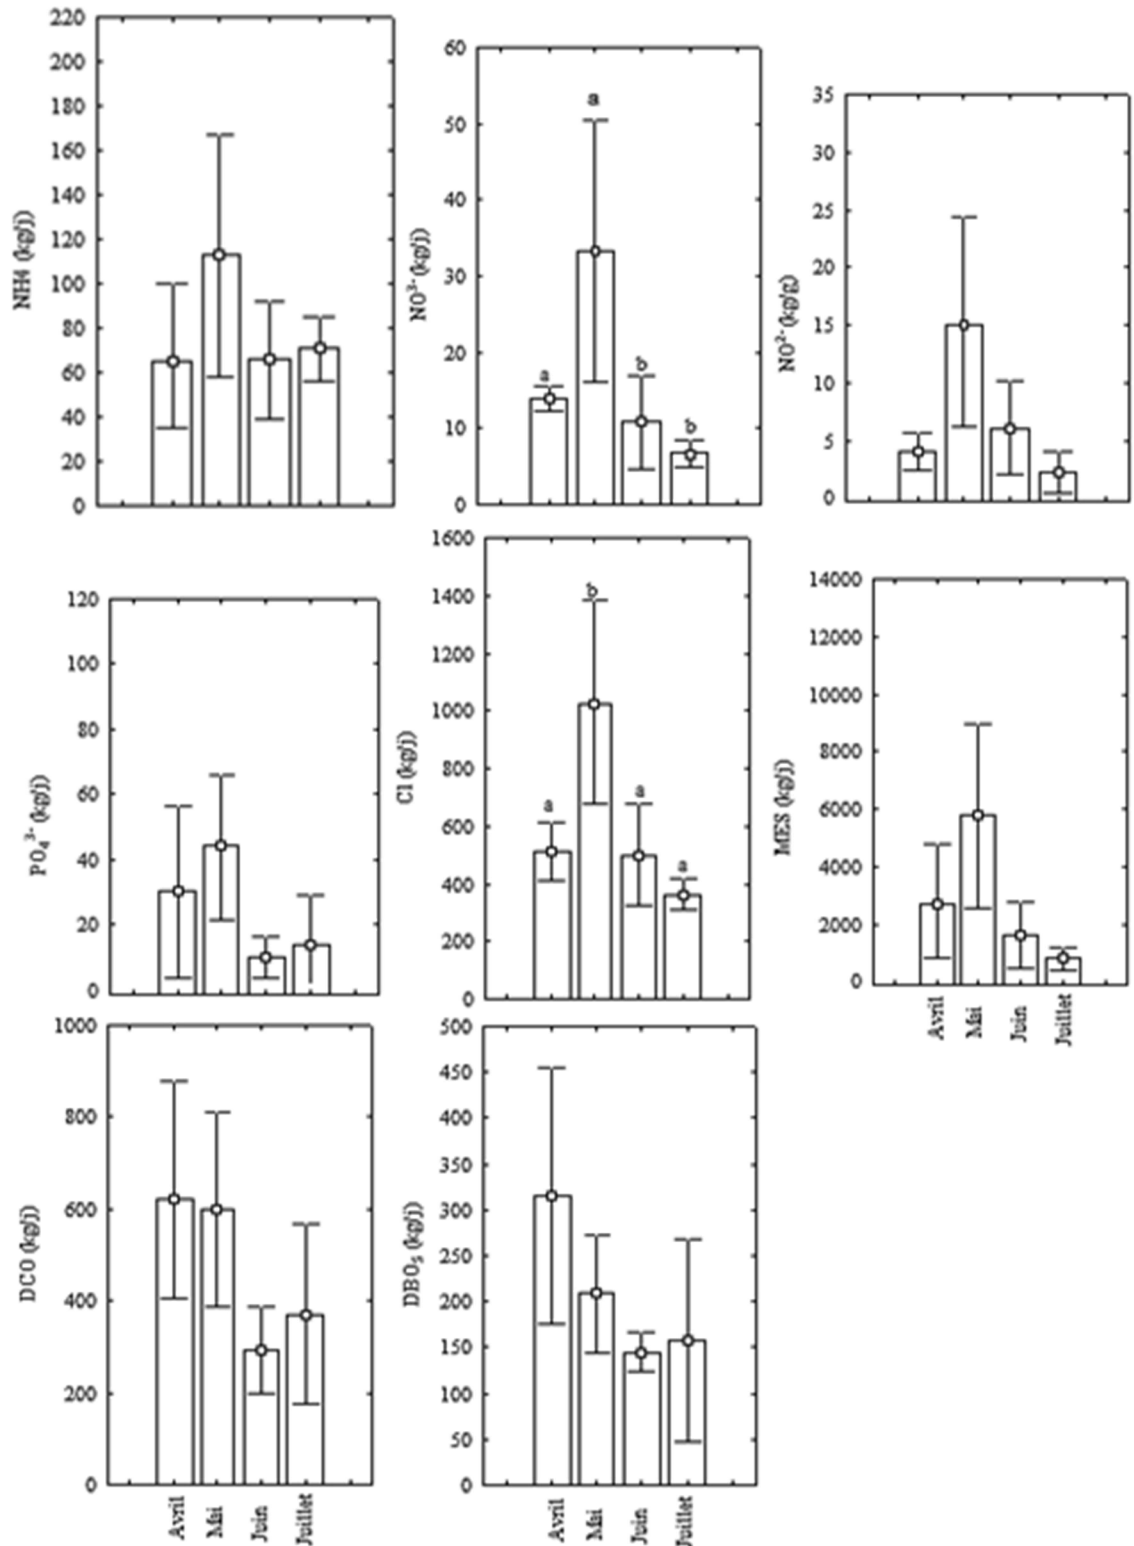 220
200
180
160
140
120
100
80
60
40
20
0
NH4 (kg/j)
60
50
40
30
20
10
0
NO³⁻ (kg/j)
a
a
b
b
35
30
25
20
15
10
5
0
NO²⁻ (kg/g)
120
100
80
60
40
20
0
PO₄³⁻ (kg/j)
1600
1400
1200
1000
800
600
400
200
0
Cl (kg/j)
a
b
a
a
14000
12000
10000
8000
6000
4000
2000
0
MES (kg/j)
Avril
Mai
Juin
Juillet
1000
800
600
400
200
0
DCO (kg/j)
Avril
Mai
Juin
Juillet
500
450
400
350
300
250
200
150
100
50
0
DBO₅ (kg/j)
Avril
Mai
Juin
Juillet